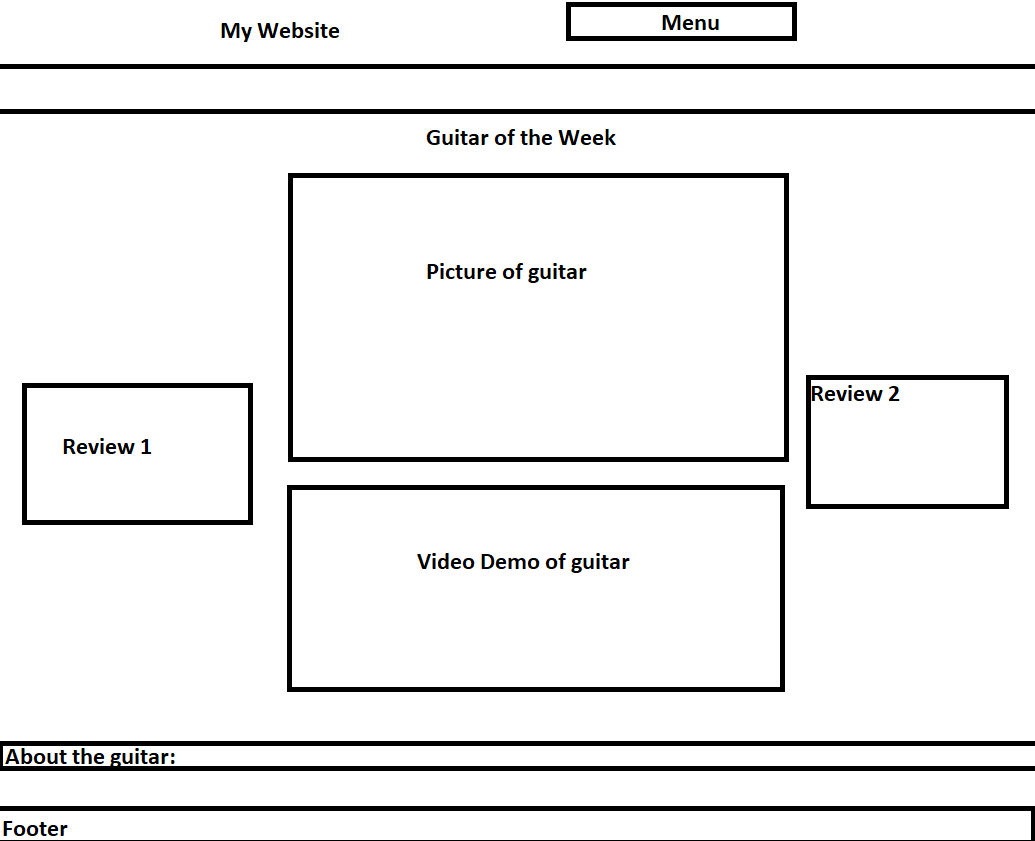 My Website
Menu
Guitar of the Week
Picture of guitar
Review 1
Review 2
Video Demo of guitar
About the guitar:
Footer